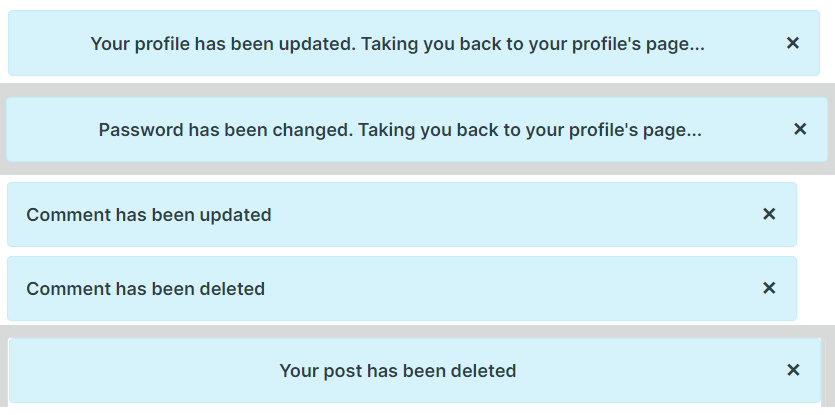 Your profile has been updated. Taking you back to your profile's page...
Password has been changed. Taking you back to your profile's page...
Comment has been updated
Comment has been deleted
Your post has been deleted